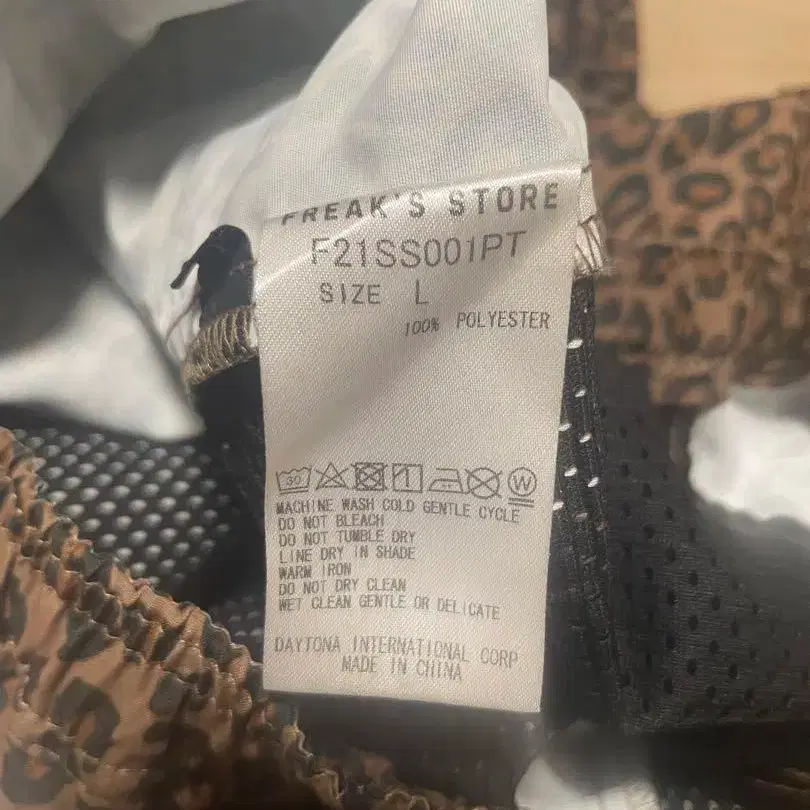 FREAK'S STORE
F21SS001PT
SIZE L
100% POLYESTER
30 W
MACHINE WASH COLD GENTLE CYCLE
DO NOT BLEACH
DO NOT TUMBLE DRY
LINE DRY IN SHADE
WARM IRON
DO NOT DRY CLEAN
WET CLEAN GENTLE OR DELICATE
DAYTONA INTERNATIONAL CORP
MADE IN CHINA